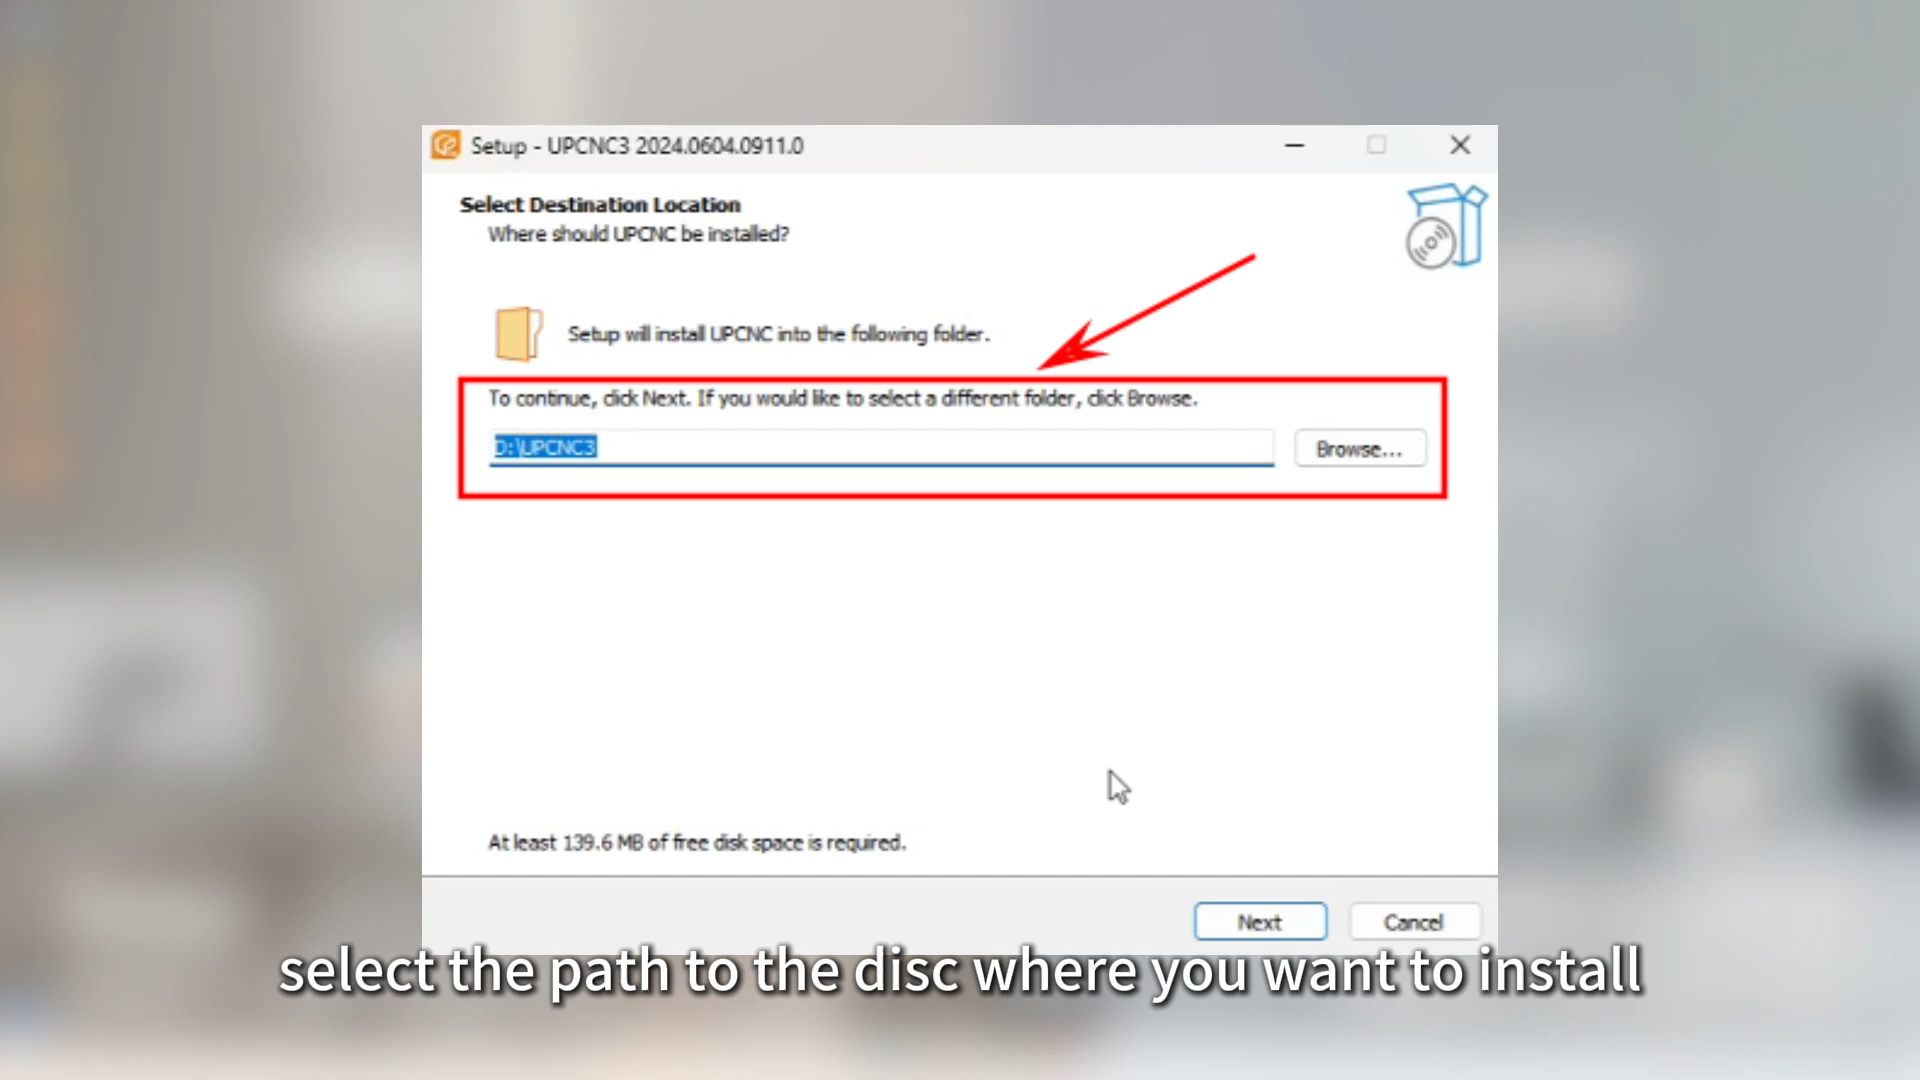 Setup - UPCNC3 2024.0604.0911.0
Select Destination Location
Where should UPCNC be installed?
Setup will install UPCNC into the following folder.
To continue, click Next. If you would like to select a different folder, click Browse.
D:\UPCNC3
Browse...
At least 139.6 MB of free disk space is required.
Next
Cancel
select the path to the disc where you want to install